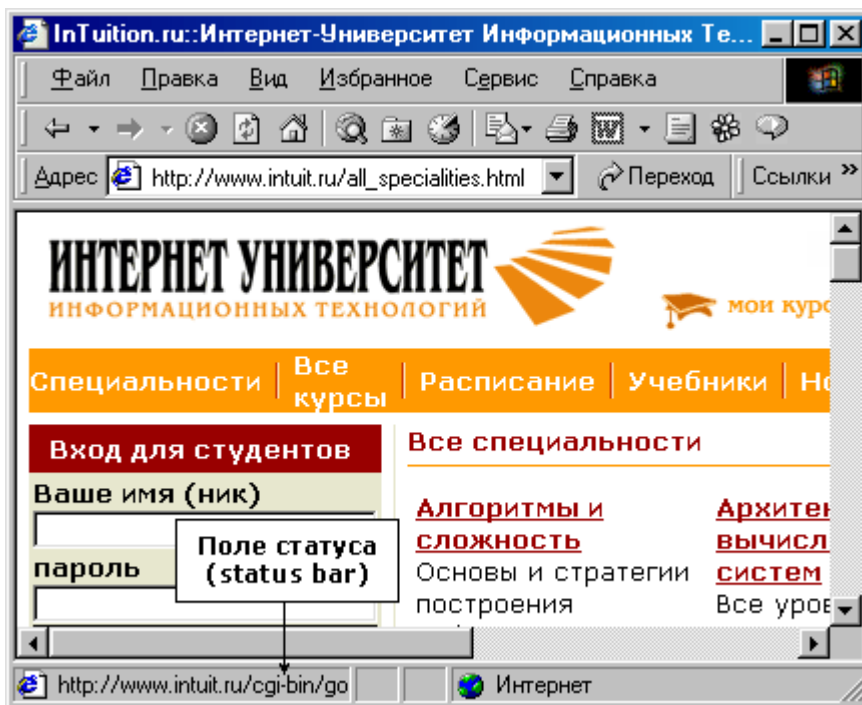 InTuition.ru::Интернет-Университет Информационных Те...
Файл Правка Вид Избранное Сервис Справка
Адрес http://www.intuit.ru/all_specialities.html Переход Ссылки »
ИНТЕРНЕТ УНИВЕРСИТЕТ
ИНФОРМАЦИОННЫХ ТЕХНОЛОГИЙ
мои курс
Специальности Все курсы Расписание Учебники Но
Вход для студентов
Ваше имя (ник)
пароль
Поле статуса
(status bar)
Все специальности
Алгоритмы и
сложность
Основы и стратегии
построения
Архитек
вычисл
систем
Все уров
http://www.intuit.ru/cgi-bin/go Интернет